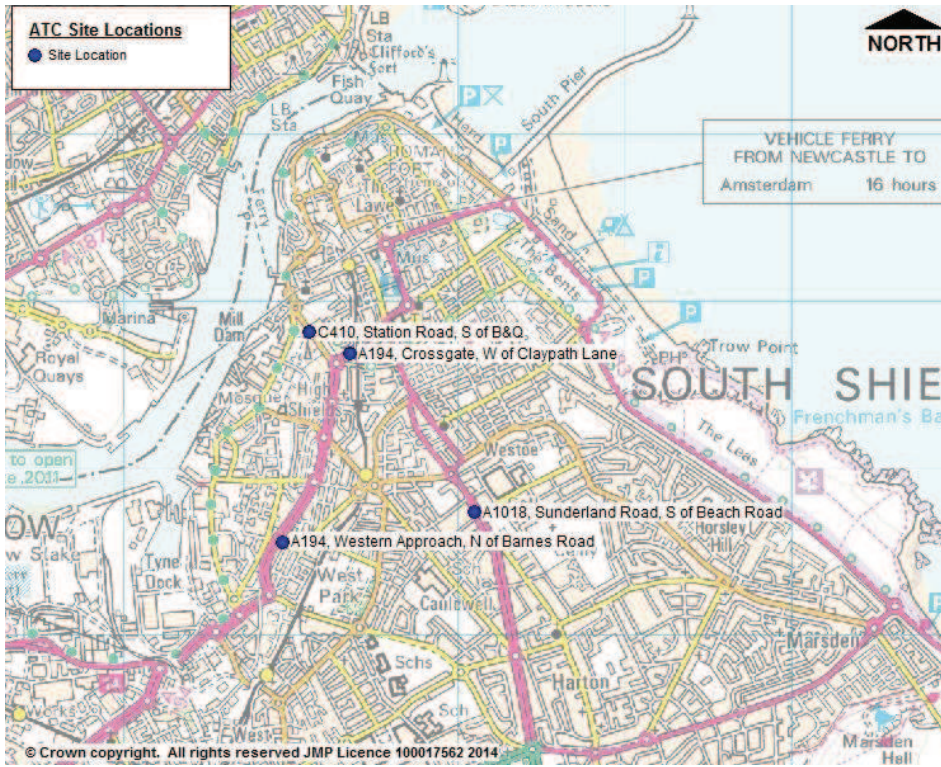 ATC Site Locations
Site Location
NORTH
LB
Sta
Clifford's
Fort
Fish
Quay
LB
Sta
South Pier
VEHICLE FERRY
FROM NEWCASTLE TO
Amsterdam 16 hours
ROMAN
FORT
The
Lawe
Ferry
Sand
The Bents
Mus
A187
Marina
Mill
Dam
Royal
Quays
C410, Station Road, S of B&Q
A194, Crossgate, W of Claypath Lane
PH
Trow Point
SOUTH SHIE
Frenchman's Ba
High
Shields
Mosque
The Leas
to open
2011
Westoe
A1018, Sunderland Road, S of Beach Road
Horsley
Hill
OW
A194, Western Approach, N of Barnes Road
Tyne
Dock
West
Park
Cauldwell
Sch
Schs
Marsden
Harton
Sch
West
Marsden
Hall
© Crown copyright. All rights reserved JMP Licence 100017562 2014